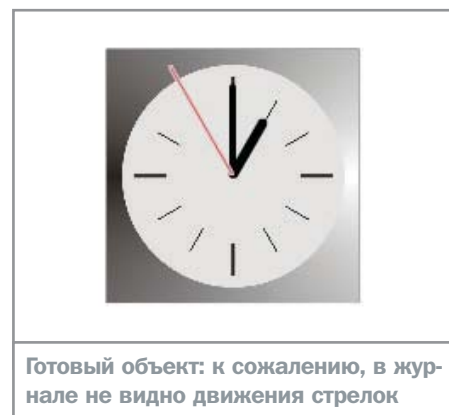 Готовый объект: к сожалению, в жур-
нале не видно движения стрелок